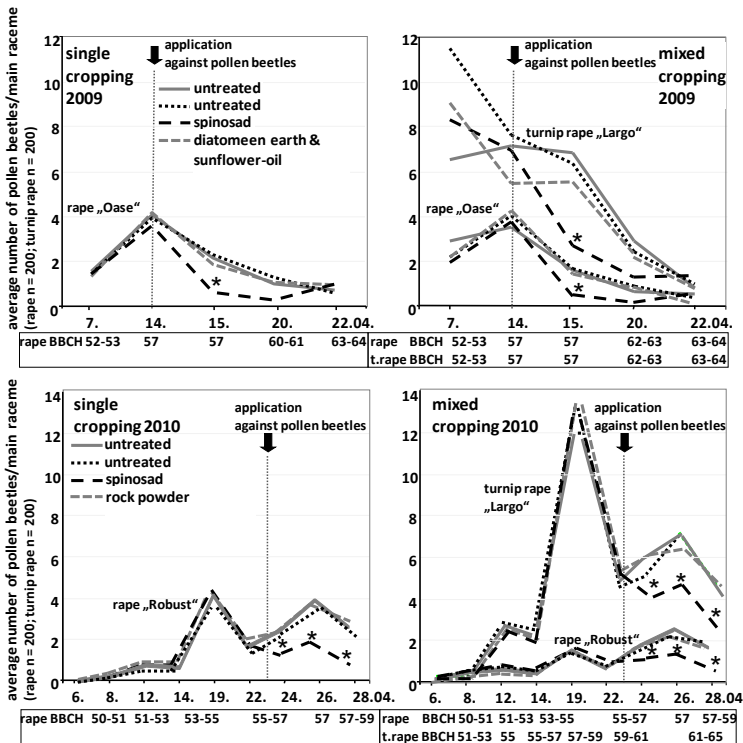 average number of pollen beetles/main raceme
(rape n = 200; turnip rape n = 200)
12
10
8
6
4
2
0
single
cropping
2009
application
against pollen beetles
untreated
untreated
spinosad
diatomeen earth &
sunflower-oil
rape „Oase“
*
7. 14. 15. 20. 22.04.
rape BBCH 52-53 57 57 60-61 63-64
12
10
8
6
4
2
0
application
against pollen beetles
mixed
cropping
2009
turnip rape „Largo“
rape „Oase“
*
*
7. 14. 15. 20. 22.04.
rape BBCH 52-53 57 57 62-63 63-64
t.rape BBCH 52-53 57 57 62-63 63-64
average number of pollen beetles/main raceme
(rape n = 200; turnip rape n = 200)
14
12
10
8
6
4
2
0
single
cropping 2010
untreated
untreated
spinosad
rock powder
application
against pollen beetles
rape „Robust“
* * *
6. 8. 12. 14. 19. 22. 24. 26. 28.04.
rape BBCH 50-51 51-53 53-55 55-57 57 57-59
14
12
10
8
6
4
2
0
mixed
cropping 2010
application
against pollen beetles
turnip rape
„Largo“
* * *
rape „Robust“
* * *
6. 8. 12. 14. 19. 22. 24. 26. 28.04.
rape BBCH 50-51 51-53 53-55 55-57 57 57-59
t.rape BBCH 51-53 55 55-57 57-59 59-61 61-65